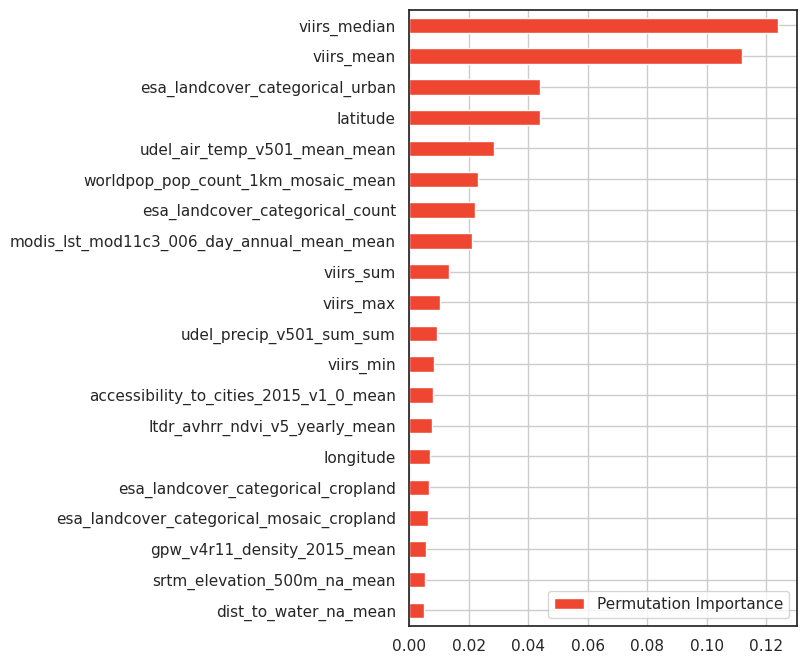 viirs_median
viirs_mean
esa_landcover_categorical_urban
latitude
udel_air_temp_v501_mean_mean
worldpop_pop_count_1km_mosaic_mean
esa_landcover_categorical_count
modis_lst_mod11c3_006_day_annual_mean_mean
viirs_sum
viirs_max
udel_precip_v501_sum_sum
viirs_min
accessibility_to_cities_2015_v1_0_mean
ltdr_avhrr_ndvi_v5_yearly_mean
longitude
esa_landcover_categorical_cropland
esa_landcover_categorical_mosaic_cropland
gpw_v4r11_density_2015_mean
srtm_elevation_500m_na_mean
dist_to_water_na_mean
Permutation Importance
0.00 0.02 0.04 0.06 0.08 0.10 0.12